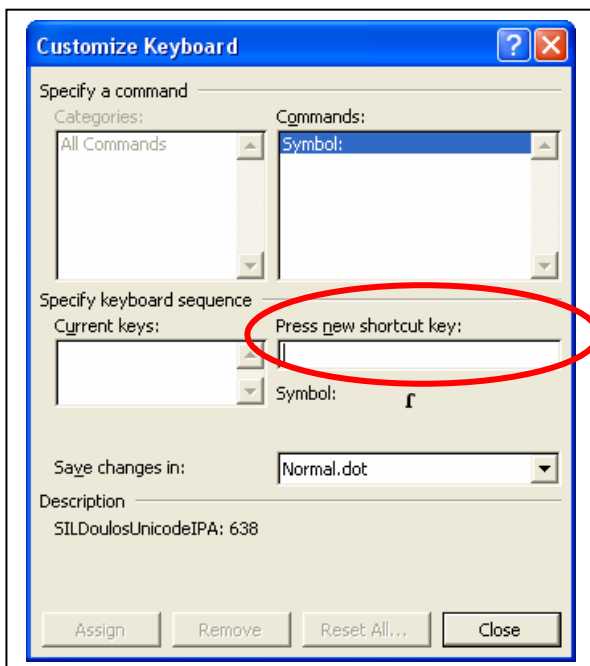 Customize Keyboard
Specify a command
Categories:
All Commands
Commands:
Symbol:
Specify keyboard sequence
Current keys:
Press new shortcut key:
Symbol: ɾ
Save changes in:
Normal.dot
Description
SILDoulosUnicodeIPA: 638
Assign
Remove
Reset All...
Close